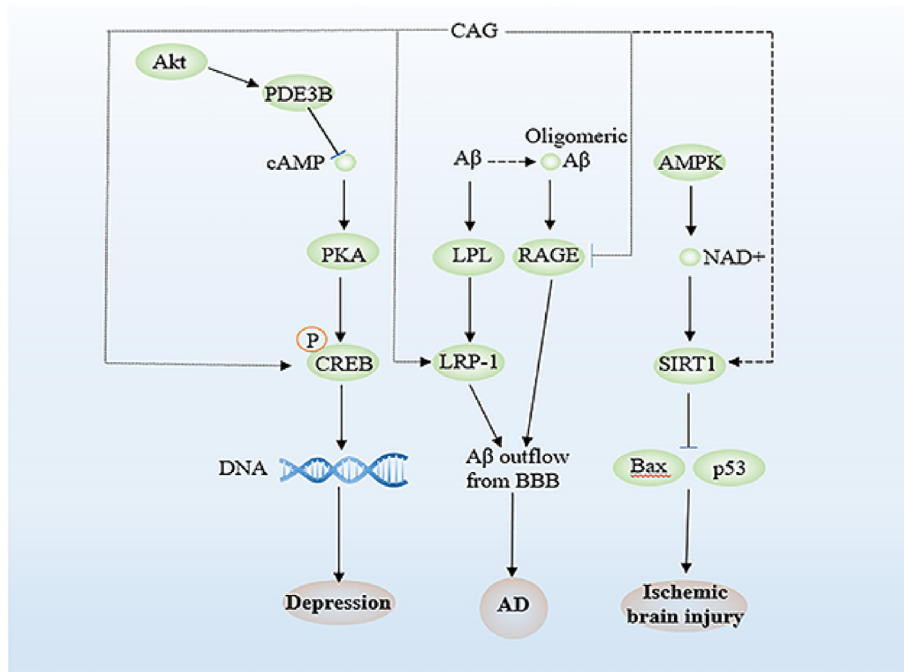 CAG
Akt
PDE3B
cAMP
PKA
P
CREB
DNA
Depression
Aβ
Oligomeric
Aβ
LPL
RAGE
LRP-1
Aβ outflow
from BBB
AD
AMPK
NAD+
SIRT1
Bax
p53
Ischemic
brain injury